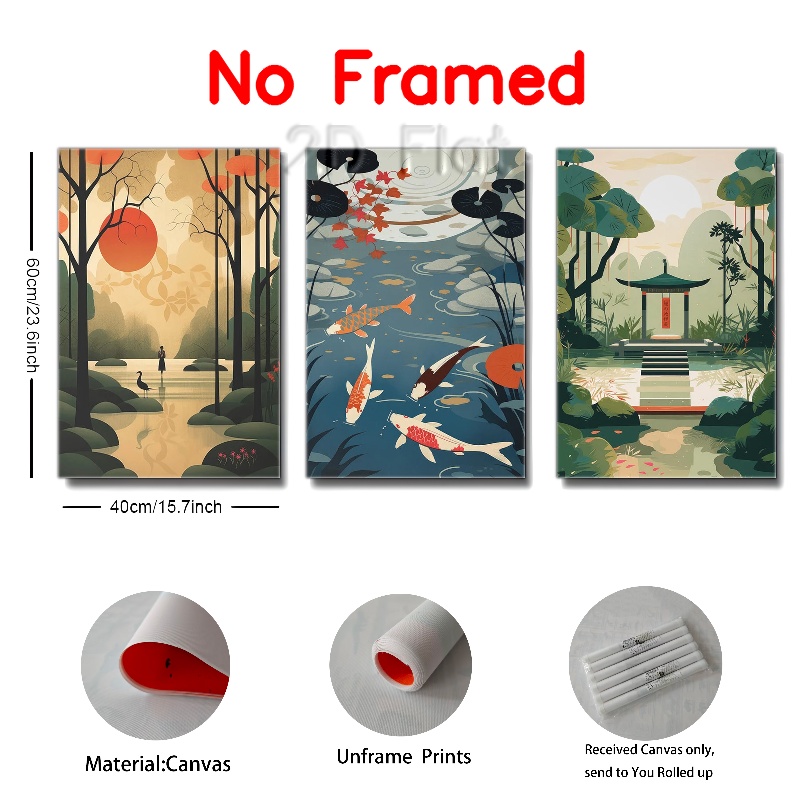 No Framed
2D Flat
60cm/23.6inch
40cm/15.7inch
Material:Canvas
Unframe Prints
Received Canvas only,
send to You Rolled up